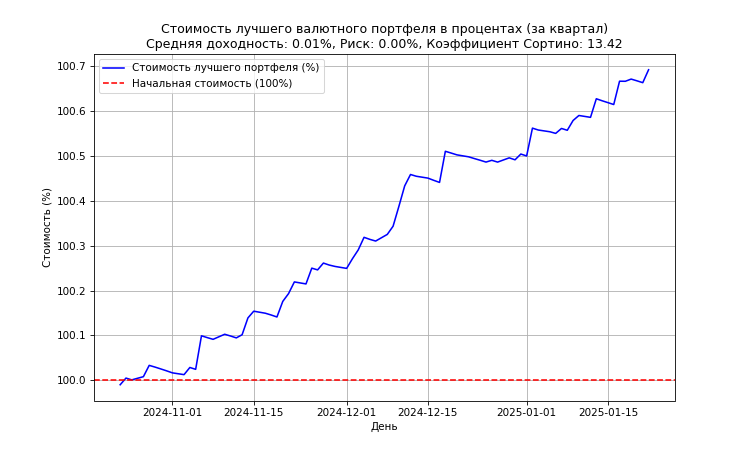 Стоимость лучшего валютного портфеля в процентах (за квартал)
Средняя доходность: 0.01%, Риск: 0.00%, Коэффициент Сортино: 13.42
Стоимость лучшего портфеля (%)
Начальная стоимость (100%)
Стоимость (%)
100.7
100.6
100.5
100.4
100.3
100.2
100.1
100.0
2024-11-01 2024-11-15 2024-12-01 2024-12-15 2025-01-01 2025-01-15
День